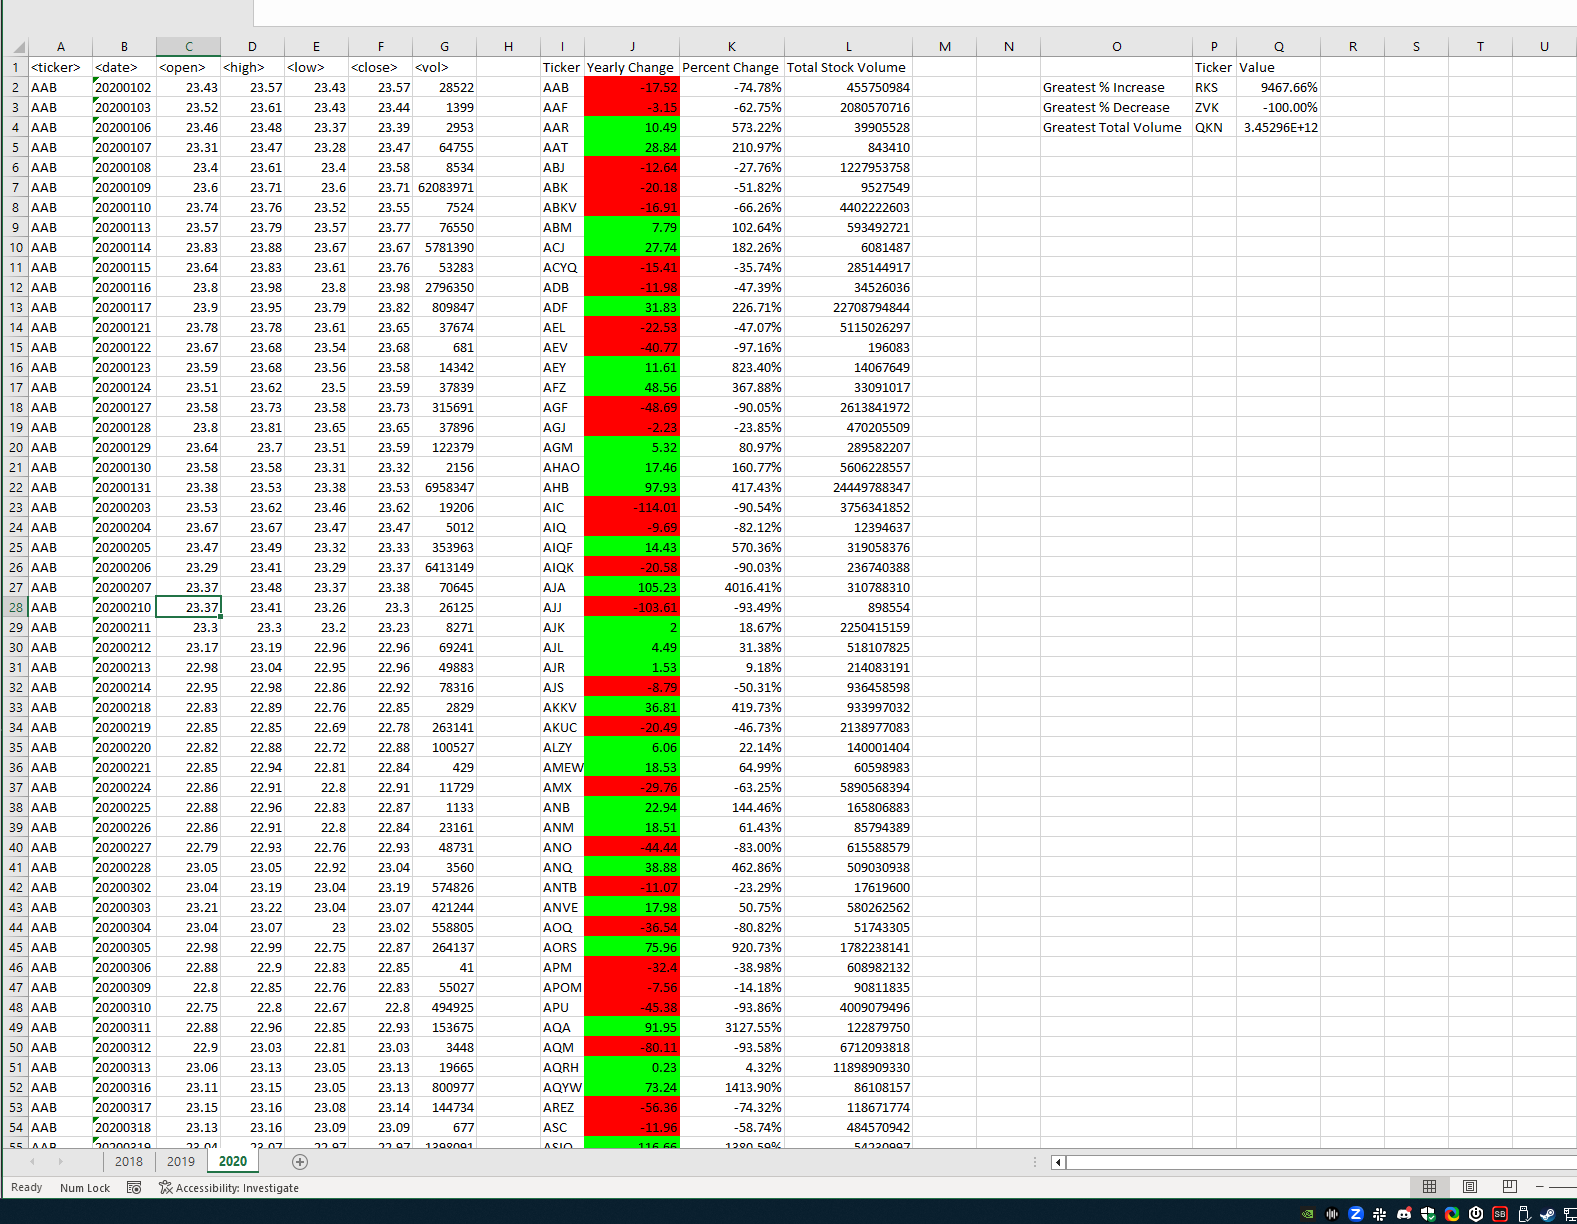 A B C D E F G H I J K L M N O P Q R S T U
1 <ticker> <date> <open> <high> <low> <close> <vol> Ticker Yearly Change Percent Change Total Stock Volume Ticker Value
2 AAB 20200102 23.43 23.57 23.43 23.57 28522 AAB -17.52 -74.78% 455750984 Greatest % Increase RKS 9467.66%
3 AAB 20200103 23.52 23.61 23.43 23.44 1399 AAF -3.15 -62.75% 2080570716 Greatest % Decrease ZVK -100.00%
4 AAB 20200106 23.46 23.48 23.37 23.39 2953 AAR 10.49 573.22% 39905528 Greatest Total Volume QKN 3.45296E+12
5 AAB 20200107 23.31 23.47 23.28 23.47 64755 AAT 28.84 210.97% 843410
6 AAB 20200108 23.4 23.61 23.4 23.58 8534 ABJ -12.64 -27.76% 1227953758
7 AAB 20200109 23.6 23.71 23.6 23.71 62083971 ABK -20.18 -51.82% 9527549
8 AAB 20200110 23.74 23.76 23.52 23.55 7524 ABKV -16.91 -66.26% 4402222603
9 AAB 20200113 23.57 23.79 23.57 23.77 76550 ABM 7.79 102.64% 593492721
10 AAB 20200114 23.83 23.88 23.67 23.67 5781390 ACJ 27.74 182.26% 6081487
11 AAB 20200115 23.64 23.83 23.61 23.76 53283 ACYQ -15.41 -35.74% 285144917
12 AAB 20200116 23.8 23.98 23.8 23.98 2796350 ADB -11.98 -47.39% 34526036
13 AAB 20200117 23.9 23.95 23.79 23.82 809847 ADF 31.83 226.71% 22708794844
14 AAB 20200121 23.78 23.78 23.61 23.65 37674 AEL -22.53 -47.07% 5115026297
15 AAB 20200122 23.67 23.68 23.54 23.68 681 AEV -40.77 -97.16% 196083
16 AAB 20200123 23.59 23.68 23.56 23.58 14342 AEY 11.61 823.40% 14067649
17 AAB 20200124 23.51 23.62 23.5 23.59 37839 AFZ 48.56 367.88% 33091017
18 AAB 20200127 23.58 23.73 23.58 23.73 315691 AGF -48.69 -90.05% 2613841972
19 AAB 20200128 23.8 23.81 23.65 23.65 37896 AGJ -2.23 -23.85% 470205509
20 AAB 20200129 23.64 23.7 23.51 23.59 122379 AGM 5.32 80.97% 289582207
21 AAB 20200130 23.58 23.58 23.31 23.32 2156 AHAO 17.46 160.77% 5606228557
22 AAB 20200131 23.38 23.53 23.38 23.53 6958347 AHB 97.93 417.43% 24449788347
23 AAB 20200203 23.53 23.62 23.46 23.62 19206 AIC -114.01 -90.54% 3756341852
24 AAB 20200204 23.67 23.67 23.47 23.47 5012 AIQ -9.69 -82.12% 12394637
25 AAB 20200205 23.47 23.49 23.32 23.33 353963 AIQF 14.43 570.36% 319058376
26 AAB 20200206 23.29 23.41 23.29 23.37 6413149 AIQK -20.58 -90.03% 236740388
27 AAB 20200207 23.37 23.48 23.37 23.38 70645 AJA 105.23 4016.41% 310788310
28 AAB 20200210 23.37 23.41 23.26 23.3 26125 AJJ -103.61 -93.49% 898554
29 AAB 20200211 23.3 23.3 23.2 23.23 8271 AJK 2 18.67% 2250415159
30 AAB 20200212 23.17 23.19 22.96 22.96 69241 AJL 4.49 31.38% 518107825
31 AAB 20200213 22.98 23.04 22.95 22.96 49883 AJR 1.53 9.18% 214083191
32 AAB 20200214 22.95 22.98 22.86 22.92 78316 AJS -8.79 -50.31% 936458598
33 AAB 20200218 22.83 22.89 22.76 22.85 2829 AKKV 36.81 419.73% 933997032
34 AAB 20200219 22.85 22.85 22.69 22.78 263141 AKUC -20.49 -46.73% 2138977083
35 AAB 20200220 22.82 22.88 22.72 22.88 100527 ALZY 6.06 22.14% 140001404
36 AAB 20200221 22.85 22.94 22.81 22.84 429 AMEW 18.53 64.99% 60598983
37 AAB 20200224 22.86 22.91 22.8 22.91 11729 AMX -29.76 -63.25% 5890568394
38 AAB 20200225 22.88 22.96 22.83 22.87 1133 ANB 22.94 144.46% 165806883
39 AAB 20200226 22.86 22.91 22.8 22.84 23161 ANM 18.51 61.43% 85794389
40 AAB 20200227 22.79 22.93 22.76 22.93 48731 ANO -44.44 -83.00% 615588579
41 AAB 20200228 23.05 23.05 22.92 23.04 3560 ANQ 38.88 462.86% 509030938
42 AAB 20200302 23.04 23.19 23.04 23.19 574826 ANTB -11.07 -23.29% 17619600
43 AAB 20200303 23.21 23.22 23.04 23.07 421244 ANVE 17.98 50.75% 580262562
44 AAB 20200304 23.04 23.07 23 23.02 558805 AOQ -36.54 -80.82% 51743305
45 AAB 20200305 22.98 22.99 22.75 22.87 264137 AORS 75.96 920.73% 1782238141
46 AAB 20200306 22.88 22.9 22.83 22.85 41 APM -32.4 -38.98% 608982132
47 AAB 20200309 22.8 22.85 22.76 22.83 55027 APOM -7.56 -14.18% 90811835
48 AAB 20200310 22.75 22.8 22.67 22.8 494925 APU -45.38 -93.86% 4009079496
49 AAB 20200311 22.88 22.96 22.85 22.93 153675 AQA 91.95 3127.55% 122879750
50 AAB 20200312 22.9 23.03 22.81 23.03 3448 AQM -80.11 -93.58% 6712093818
51 AAB 20200313 23.06 23.13 23.05 23.13 19665 AQRH 0.23 4.32% 11898909330
52 AAB 20200316 23.11 23.15 23.05 23.13 800977 AQYW 73.24 1413.90% 86108157
53 AAB 20200317 23.15 23.16 23.08 23.14 144734 AREZ -56.36 -74.32% 118671774
54 AAB 20200318 23.13 23.16 23.09 23.09 677 ASC -11.96 -58.74% 484570942
55 AAB 20200319 23.04 23.07 22.97 22.97 1398091 116.66 1380.59%
2018 2019 2020
Ready Num Lock Accessibility: Investigate
Z SB